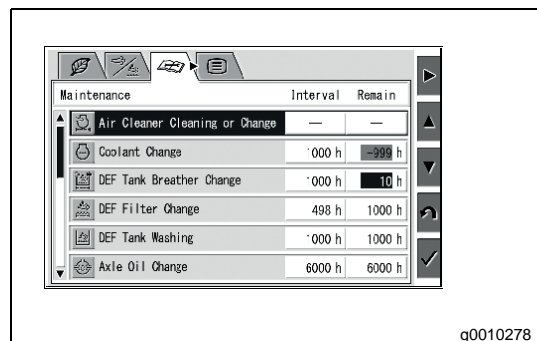 Maintenance Interval Remain
Air Cleaner Cleaning or Change — —
Coolant Change 000 h -999 h
DEF Tank Breather Change 000 h 10 h
DEF Filter Change 498 h 1000 h
DEF Tank Washing 000 h 1000 h
Axle Oil Change 6000 h 6000 h
g0010278